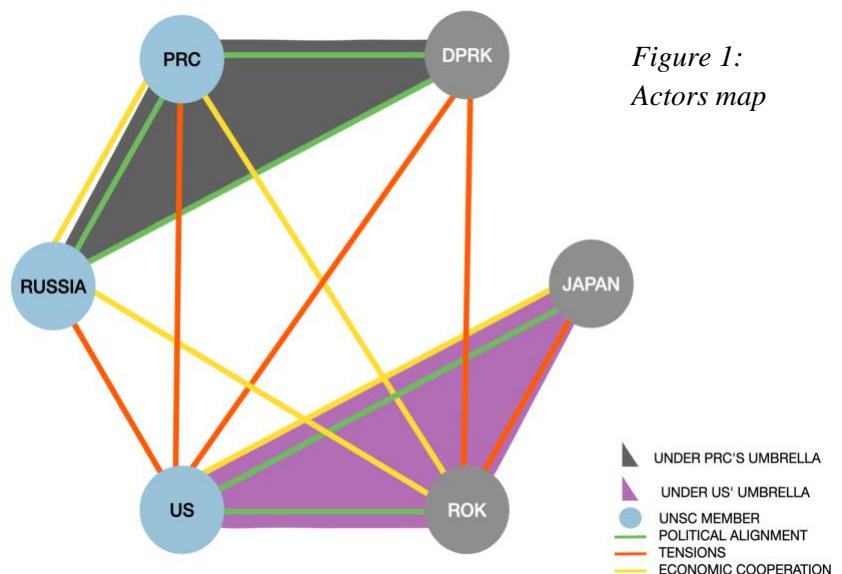 PRC
DPRK
Figure 1:
Actors map
RUSSIA
JAPAN
US
ROK
UNDER PRC'S UMBRELLA
UNDER US' UMBRELLA
UNSC MEMBER
POLITICAL ALIGNMENT
TENSIONS
ECONOMIC COOPERATION